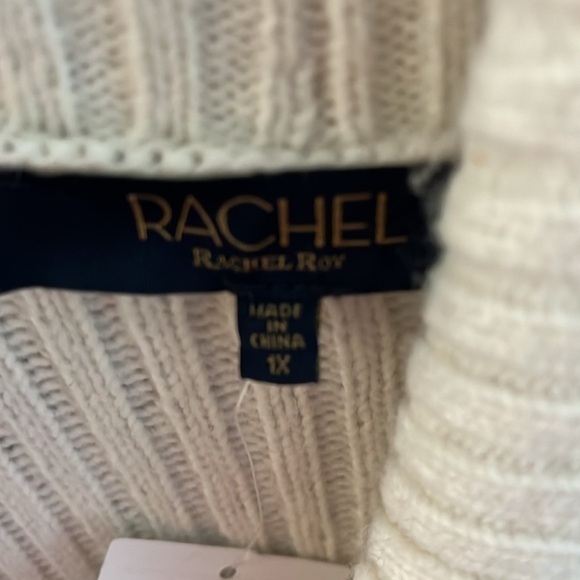 RACHEL
RACHEL ROY
MADE
IN
CHINA
1X